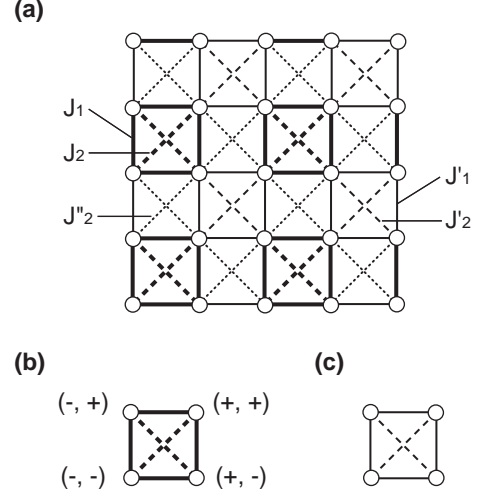 (a)
J1
J2
J"2
J'1
J'2
(b)
(c)
(-, +)
(+, +)
(-, -)
(+, -)